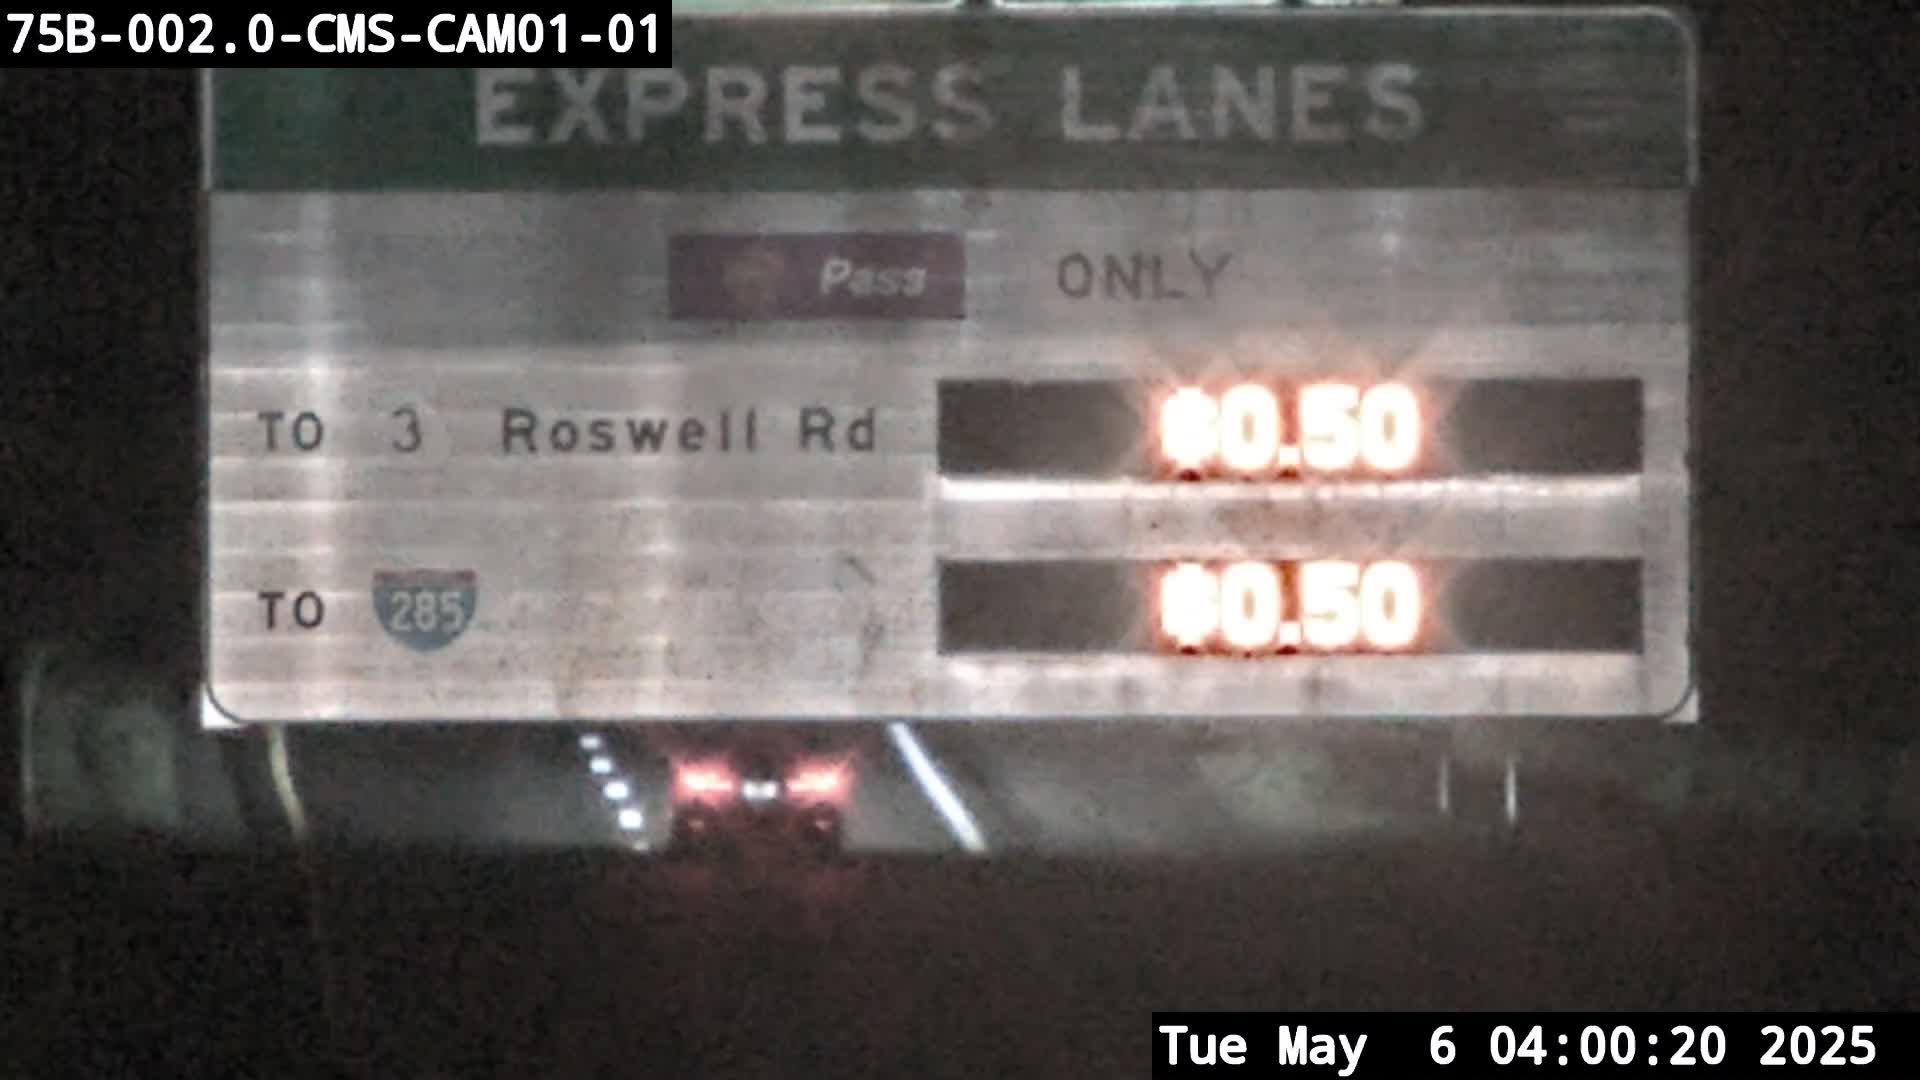 75B-002.0-CMS-CAM01-01
EXPRESS LANES
Pass ONLY
TO 3 Roswell Rd $0.50
TO 285 $0.50
Tue May 6 04:00:20 2025